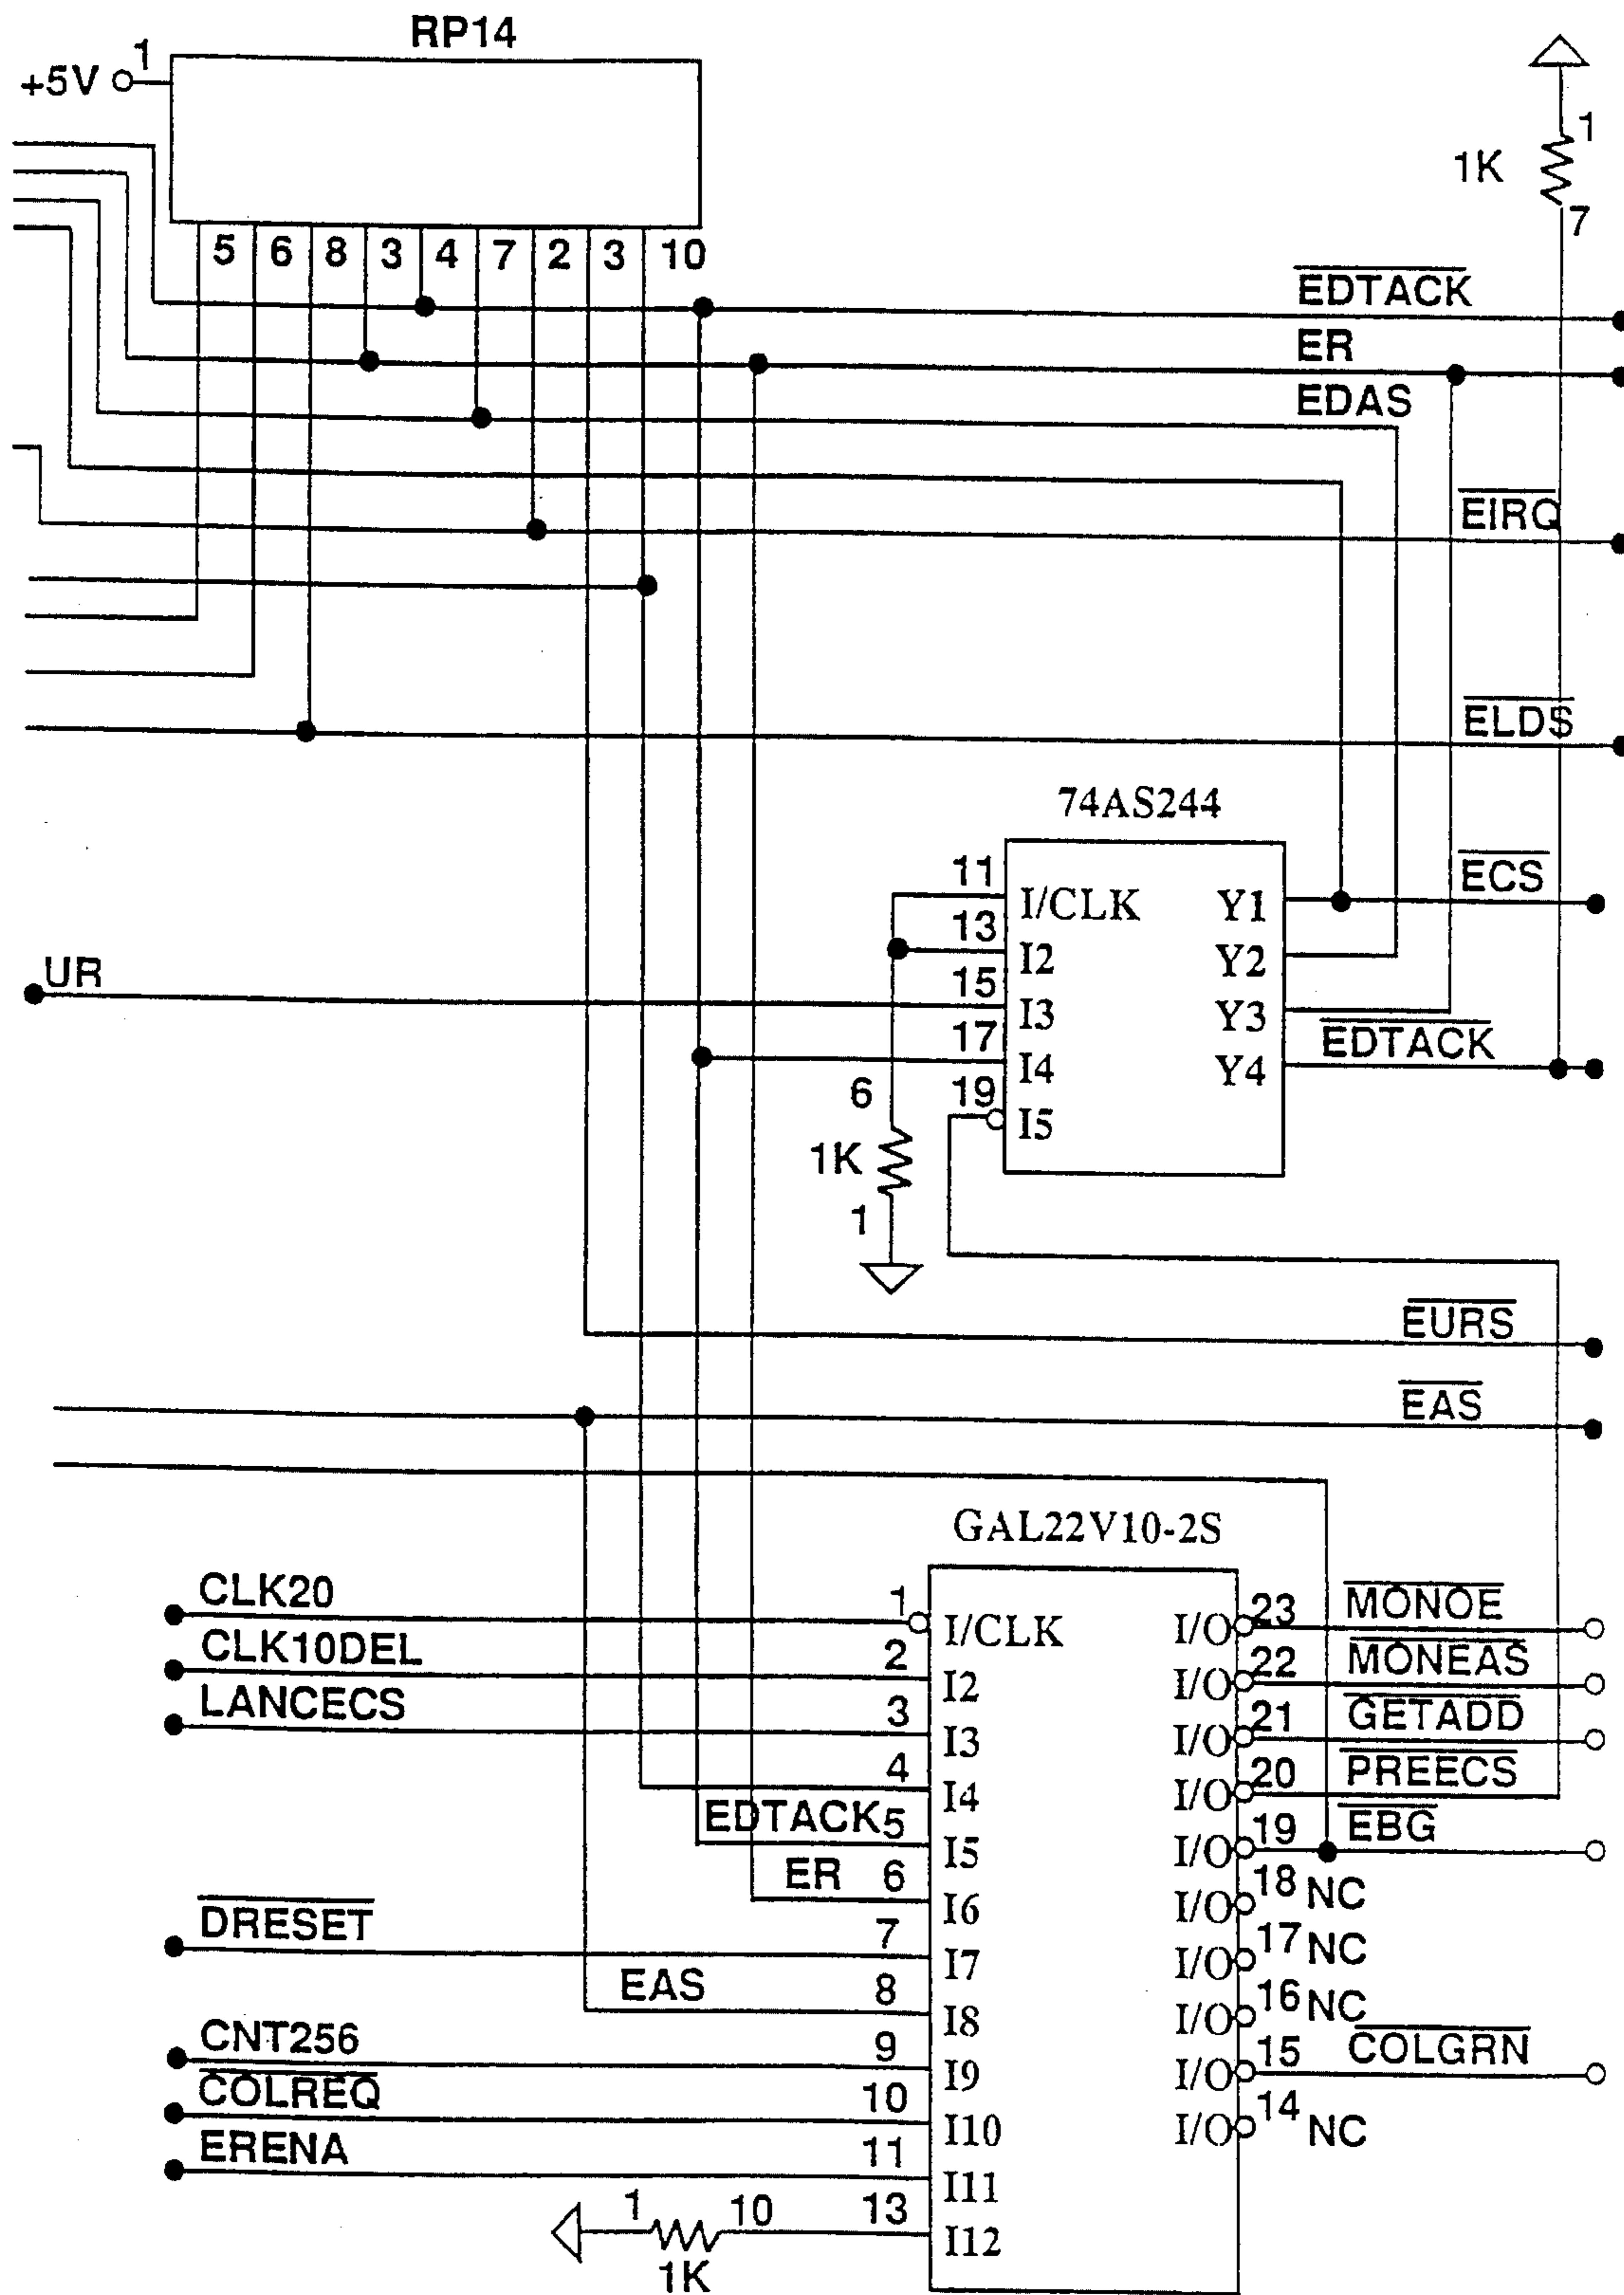 RP14
+5V
1
1
1K
7
5 6 8 3 4 7 2 3 10
EDTACK
ER
EDAS
EIRQ
ELDS
74AS244
11 I/CLK Y1 ECS
13 I2 Y2
UR
15 I3 Y3
17 I4 Y4 EDTACK
19 I5
6
1K
1
EURS
EAS
GAL22V10-2S
CLK20 1 I/CLK I/O 23 MONOE
CLK10DEL 2 I2 I/O 22 MONEAS
LANCECS 3 I3 I/O 21 GETADD
4 I4 I/O 20 PREECS
EDTACK 5 I5 I/O 19 EBG
ER 6 I6 I/O 18 NC
DRESET 7 I7 I/O 17 NC
EAS 8 I8 I/O 16 NC
CNT256 9 I9 I/O 15 COLGRN
COLREQ 10 I10 I/O 14 NC
ERENA 11 I11
1 10 13 I12
1K